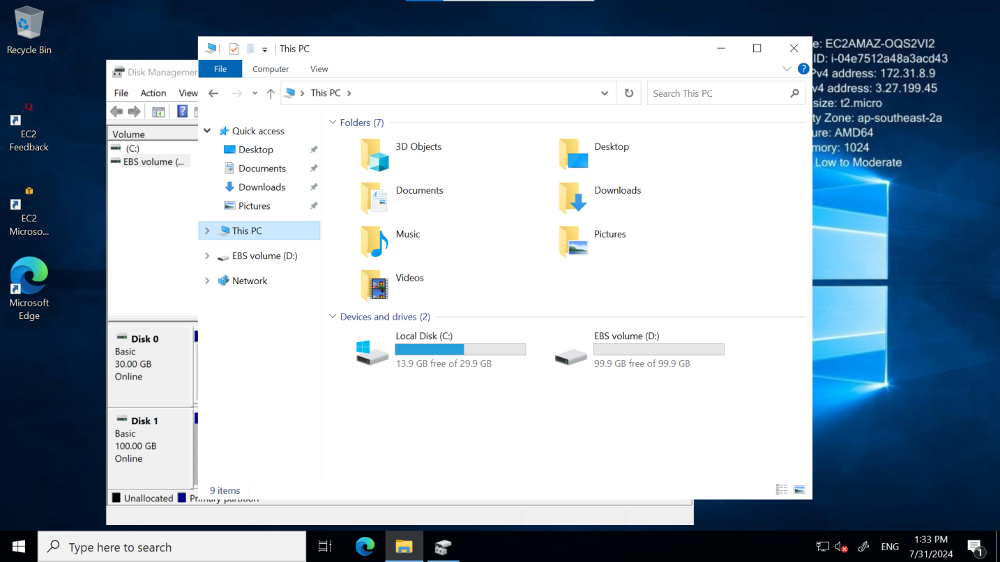 Recycle Bin
EC2
Feedback
EC2
Microso...
Microsoft
Edge
e: EC2AMAZ-OQS2VI2
ID: i-04e7512a48a3acd43
Pv4 address: 172.31.8.9
v4 address: 3.27.199.45
size: t2.micro
ty Zone: ap-southeast-2a
ure: AMD64
mory: 1024
Low to Moderate
Disk Managemen
File Action View
Volume
(C:)
EBS volume (...
Disk 0
Basic
30.00 GB
Online
Disk 1
Basic
100.00 GB
Online
Unallocated Primary partition
This PC
File Computer View
This PC
Search This PC
Quick access
Desktop
Documents
Downloads
Pictures
This PC
EBS volume (D:)
Network
Folders (7)
3D Objects
Desktop
Documents
Downloads
Music
Pictures
Videos
Devices and drives (2)
Local Disk (C:)
13.9 GB free of 29.9 GB
EBS volume (D:)
99.9 GB free of 99.9 GB
9 items
Type here to search
ENG
1:33 PM
7/31/2024
1